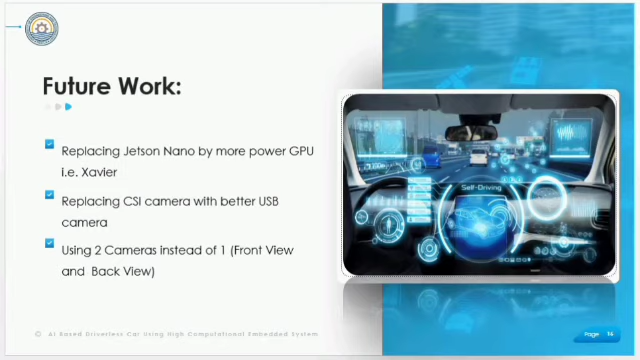 Future Work:
Replacing Jetson Nano by more power GPU
i.e. Xavier
Replacing CSI camera with better USB
camera
Using 2 Cameras instead of 1 (Front View
and Back View)
Self-Driving
© AI Based Driverless Car Using High Computational Embedded System
Page 16